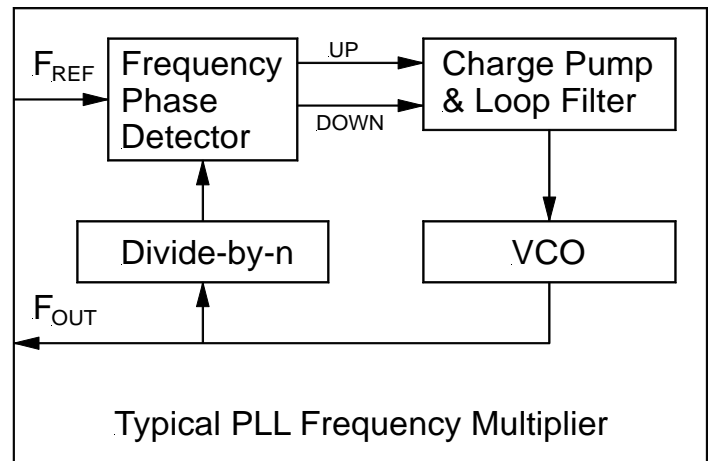 F_REF
Frequency
Phase
Detector
UP
DOWN
Charge Pump
& Loop Filter
Divide-by-n
VCO
F_OUT
Typical PLL Frequency Multiplier